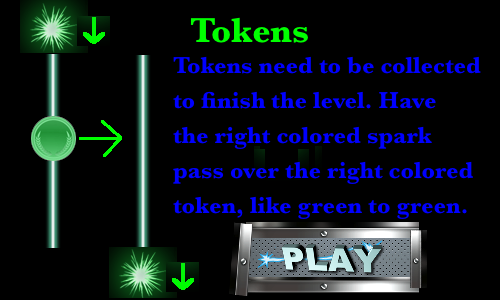 Tokens
Tokens need to be collected
to finish the level. Have
the right colored spark
pass over the right colored
token, like green to green.
PLAY